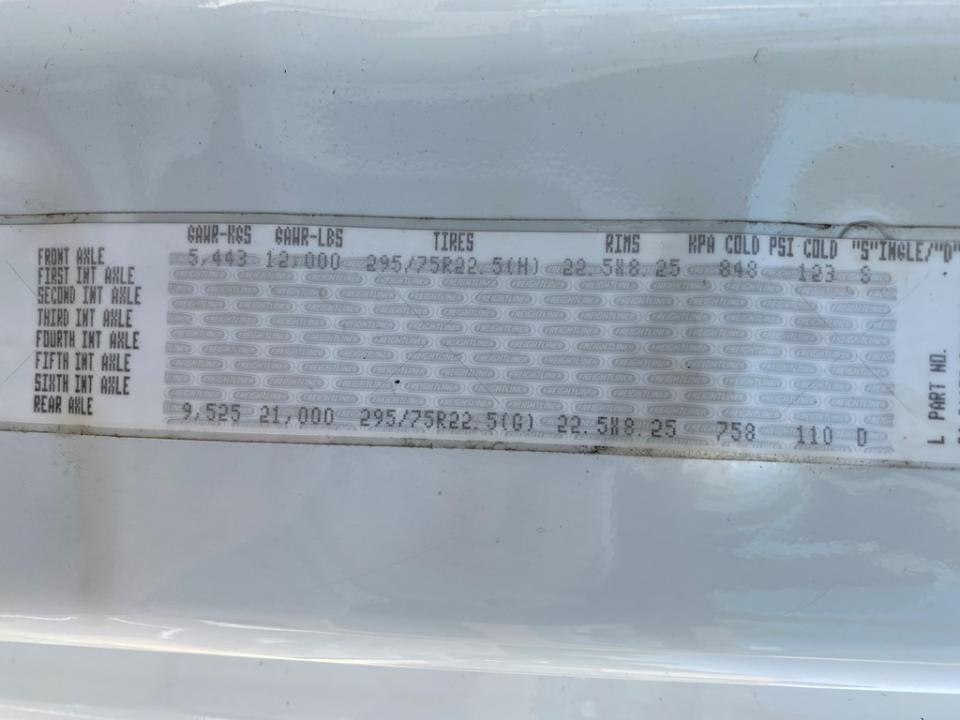 GAWR-KGS GAWR-LBS TIRES RIMS KPA COLD PSI COLD "S"INGLE/"D"
FRONT AXLE 5,443 12,000 295/75R22.5(H) 22.5X8.25 848 123 S
FIRST INT AXLE
SECOND INT AXLE
THIRD INT AXLE
FOURTH INT AXLE
FIFTH INT AXLE
SIXTH INT AXLE
REAR AXLE 9,525 21,000 295/75R22.5(G) 22.5X8.25 758 110 D
L PART NO.